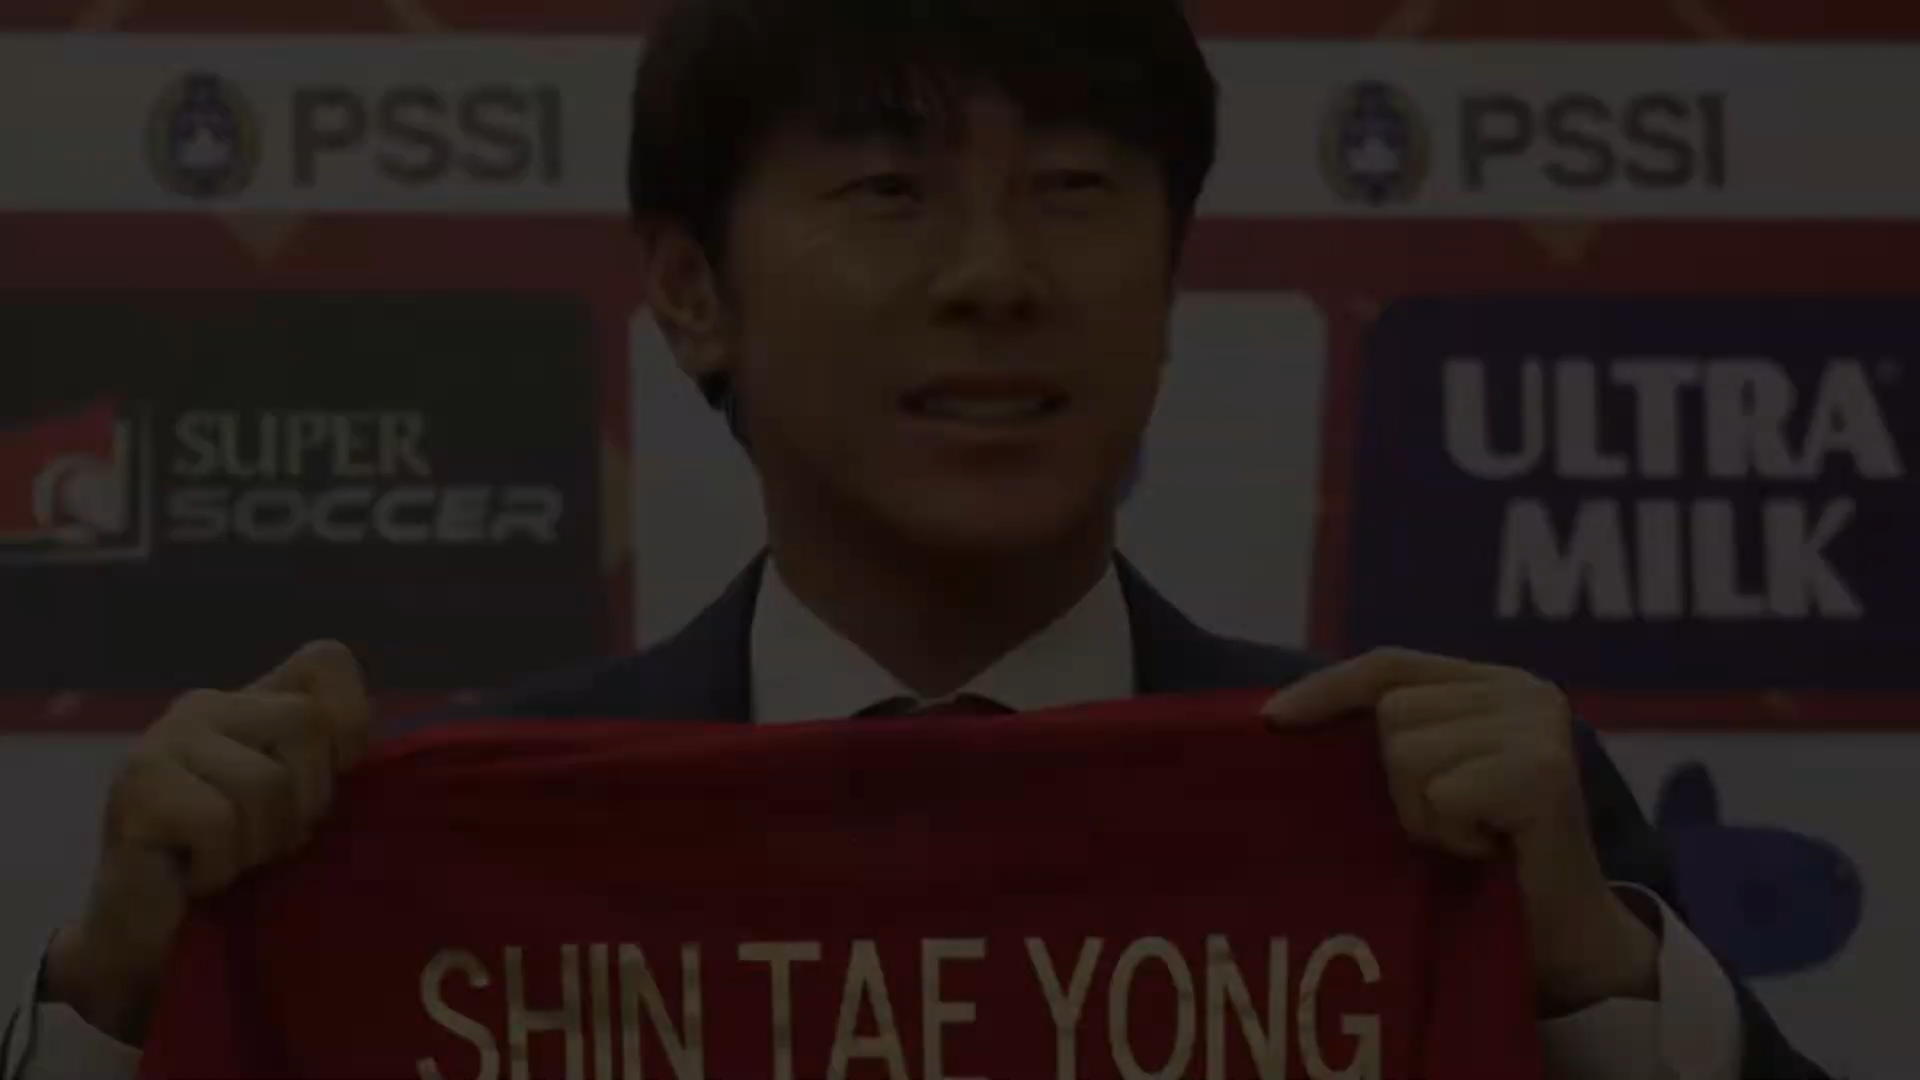 PSSI
PSSI
SUPER
SOCCER
ULTRA
MILK
SHIN TAE YONG